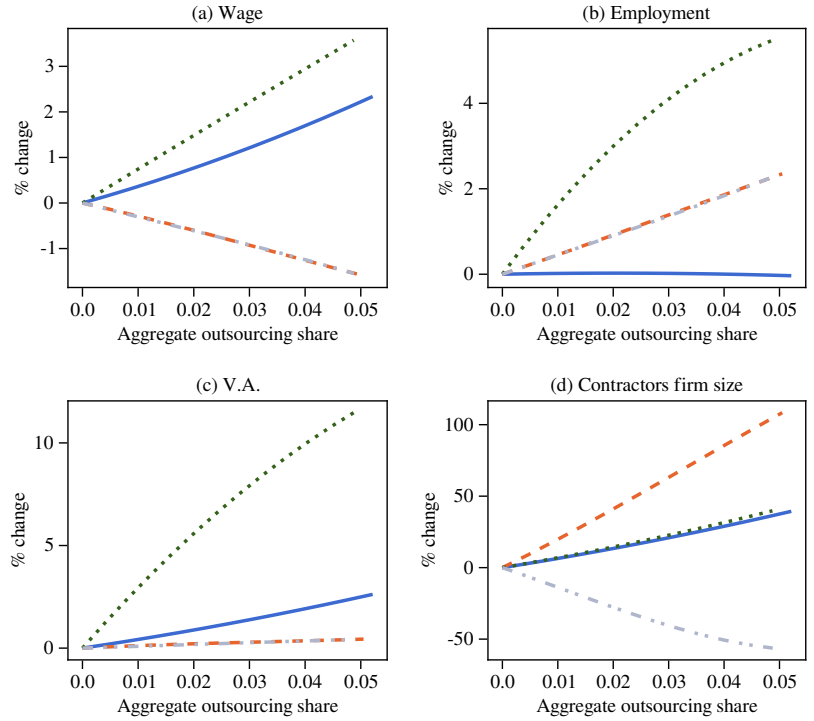 (a) Wage
% change
3
2
1
0
-1
0.0 0.01 0.02 0.03 0.04 0.05
Aggregate outsourcing share
(b) Employment
% change
4
2
0
0.0 0.01 0.02 0.03 0.04 0.05
Aggregate outsourcing share
(c) V.A.
% change
10
5
0
0.0 0.01 0.02 0.03 0.04 0.05
Aggregate outsourcing share
(d) Contractors firm size
% change
100
50
0
-50
0.0 0.01 0.02 0.03 0.04 0.05
Aggregate outsourcing share